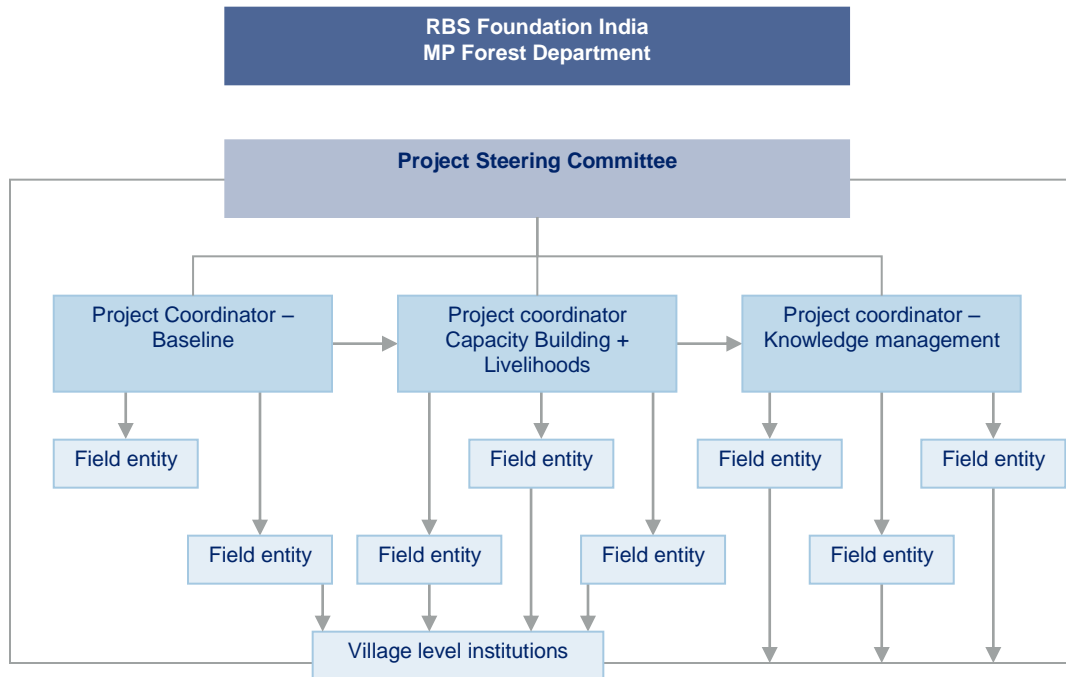 RBS Foundation India
MP Forest Department
Project Steering Committee
Project Coordinator –
Baseline
Project coordinator
Capacity Building +
Livelihoods
Project coordinator –
Knowledge management
Field entity
Field entity
Field entity
Field entity
Field entity
Field entity
Field entity
Field entity
Village level institutions